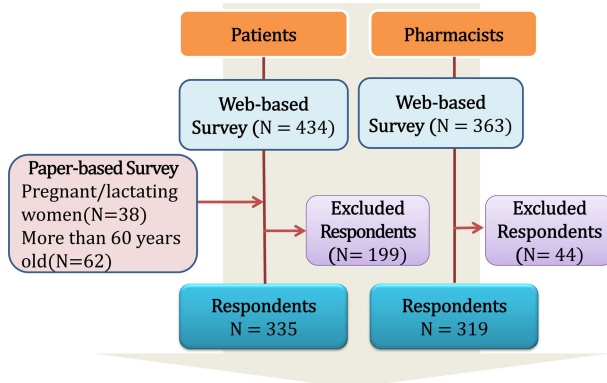 Patients
Pharmacists
Web-based
Survey (N = 434)
Web-based
Survey (N = 363)
Paper-based Survey
Pregnant/lactating
women(N=38)
More than 60 years
old(N=62)
Excluded
Respondents
(N= 199)
Excluded
Respondents
(N= 44)
Respondents
N = 335
Respondents
N = 319